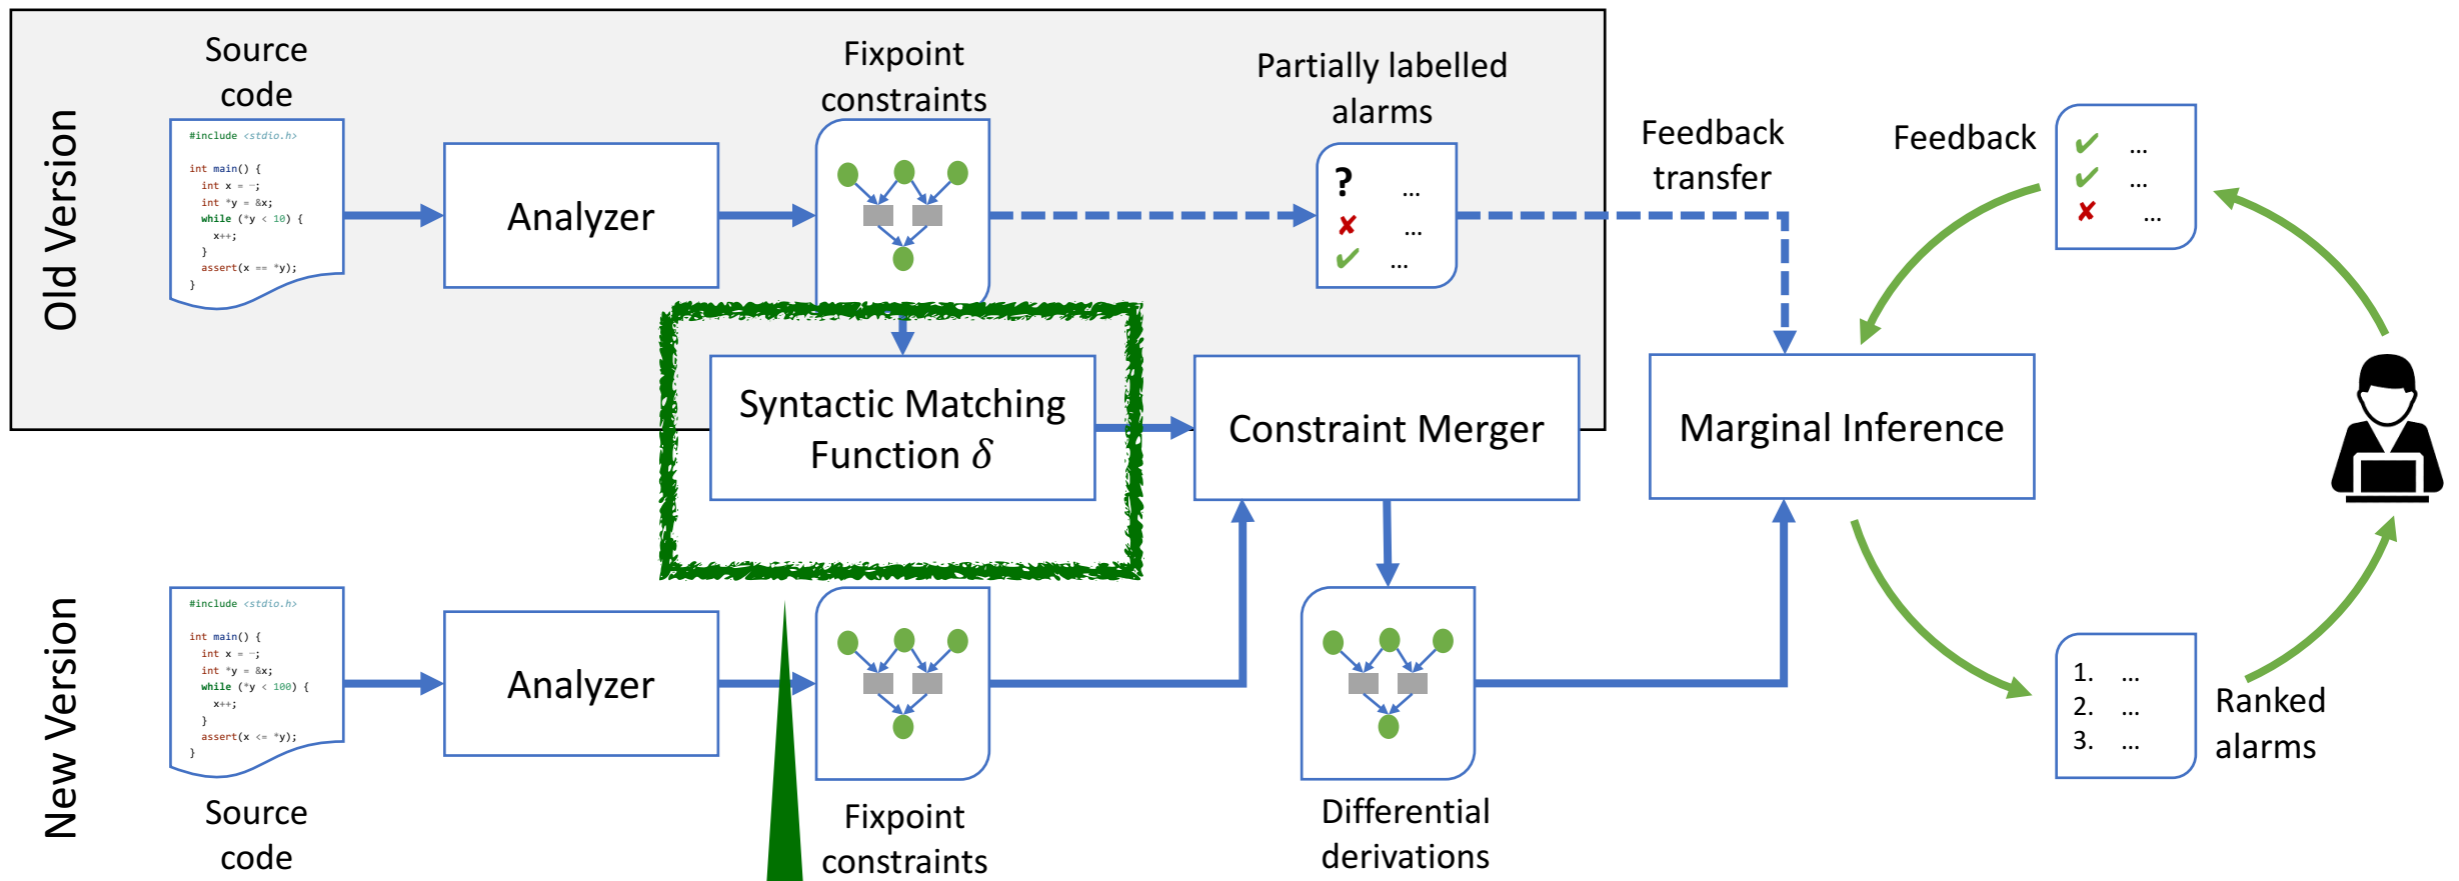 Old Version
Source
code
#include <stdio.h>
int main() {
int x = ⋯;
int *y = &x;
while (*y < 10) {
x++;
}
assert(x == *y);
}
Analyzer
Fixpoint
constraints
Partially labelled
alarms
? ...
✘ ...
✔ ...
Feedback
transfer
Feedback
✔ ...
✔ ...
✘ ...
Syntactic Matching
Function δ
Constraint Merger
Marginal Inference
New Version
#include <stdio.h>
int main() {
int x = ⋯;
int *y = &x;
while (*y < 100) {
x++;
}
assert(x <= *y);
}
Source
code
Analyzer
Fixpoint
constraints
Differential
derivations
1. ...
2. ...
3. ...
Ranked
alarms